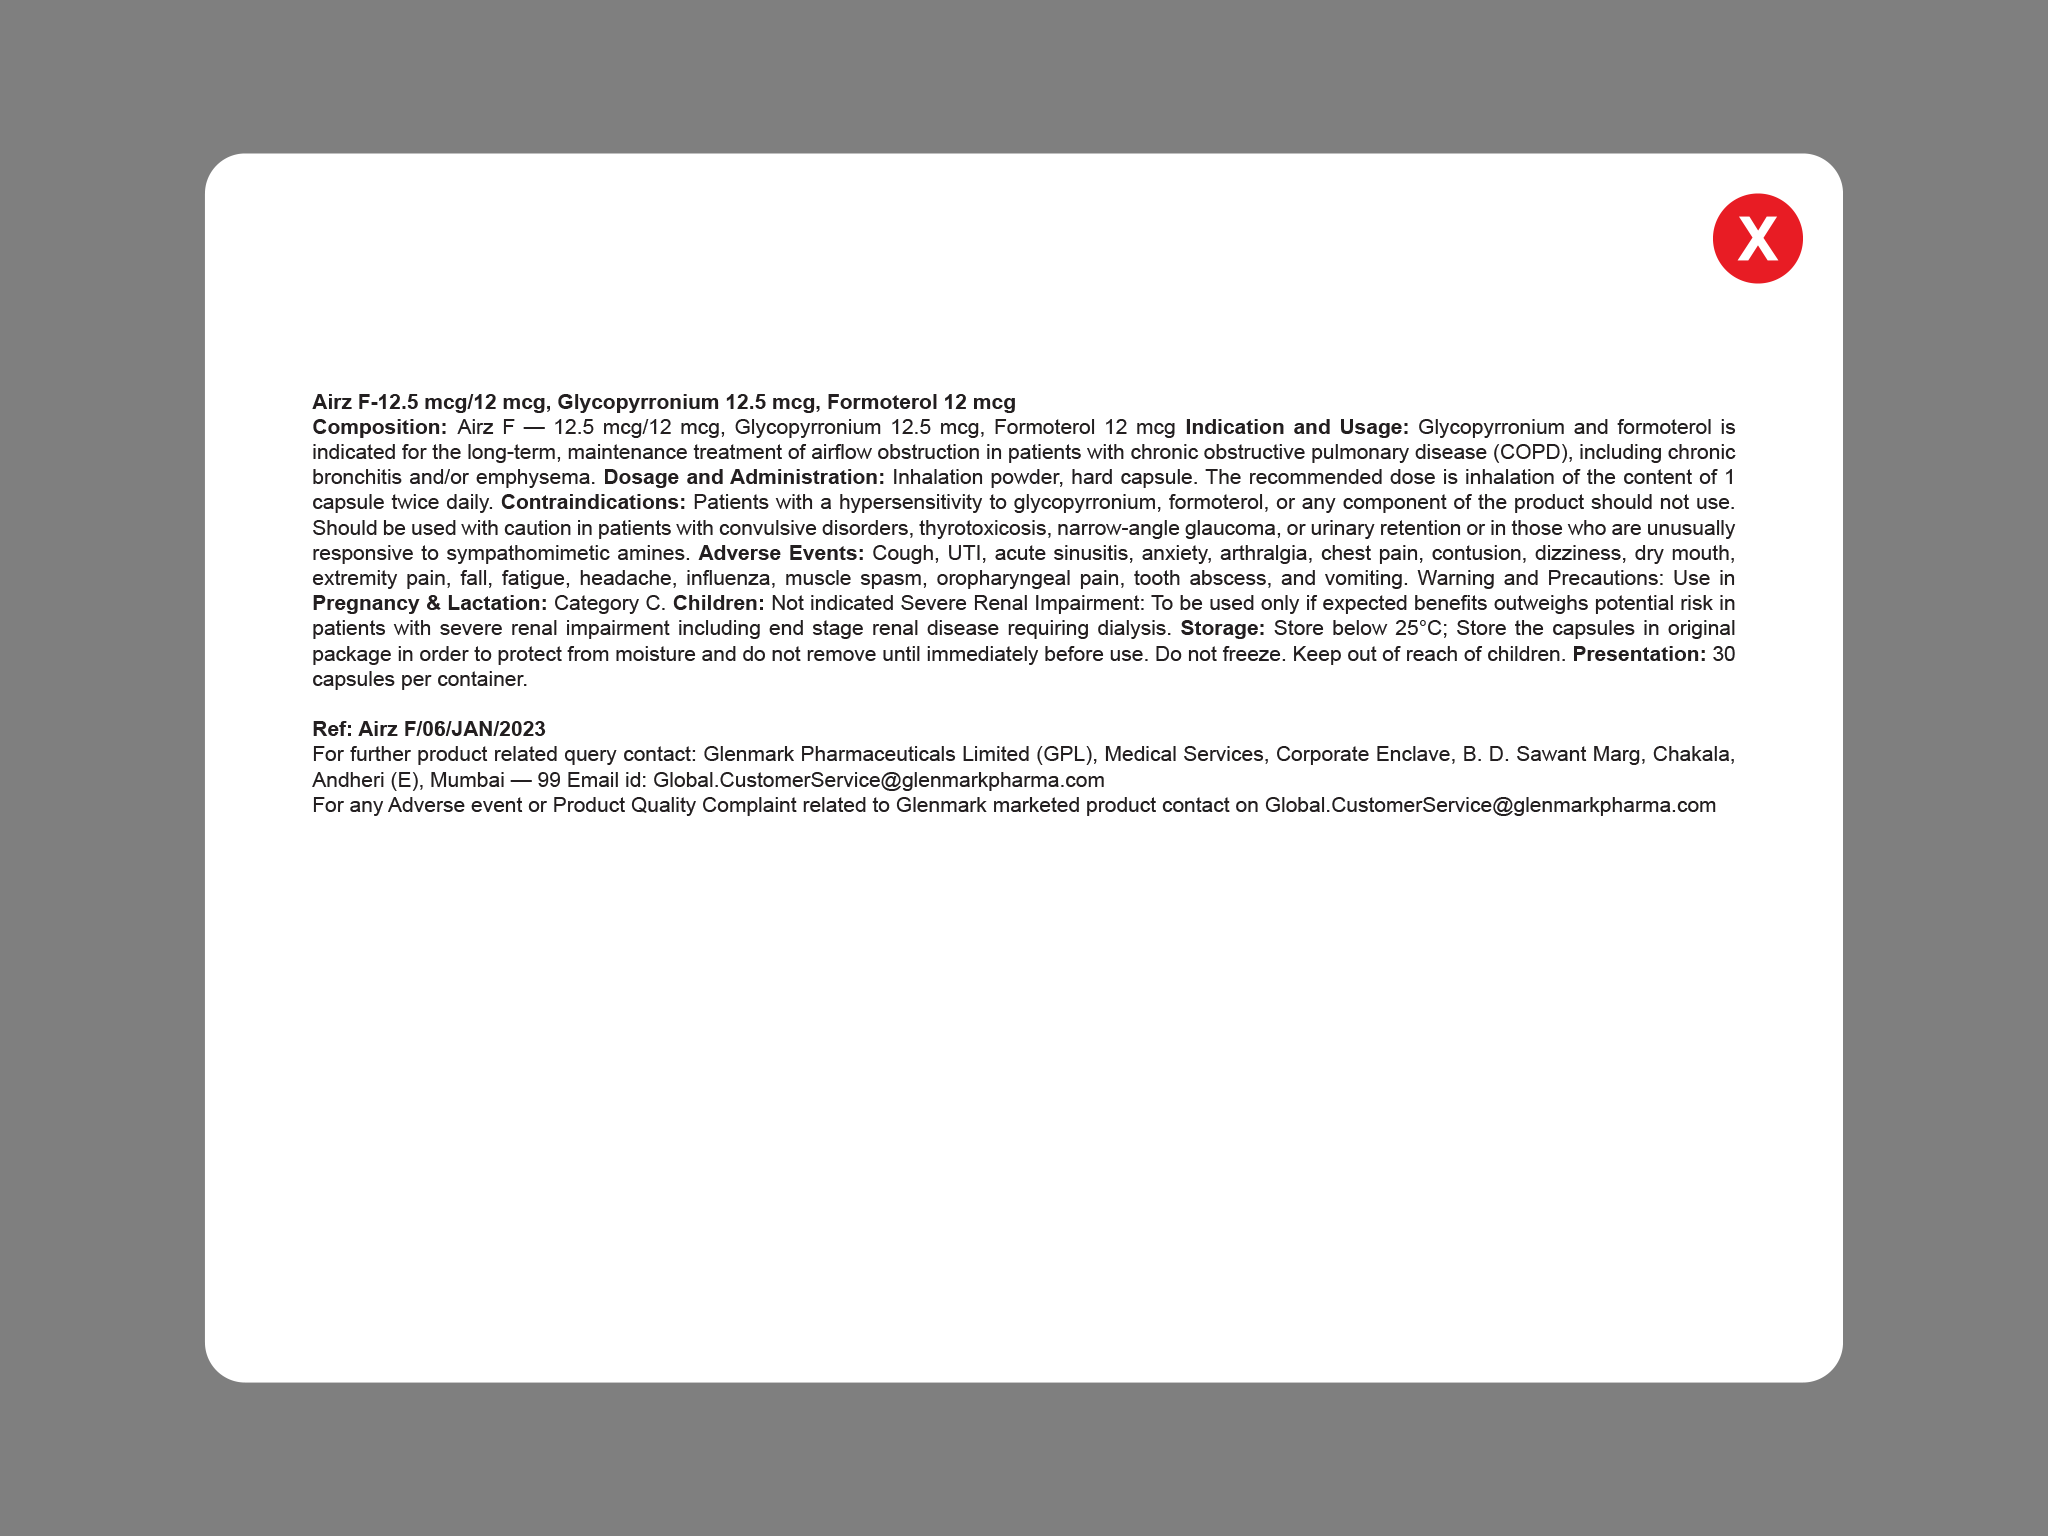 X
Airz F-12.5 mcg/12 mcg, Glycopyrronium 12.5 mcg, Formoterol 12 mcg
Composition: Airz F — 12.5 mcg/12 mcg, Glycopyrronium 12.5 mcg, Formoterol 12 mcg Indication and Usage: Glycopyrronium and formoterol is
indicated for the long-term, maintenance treatment of airflow obstruction in patients with chronic obstructive pulmonary disease (COPD), including chronic
bronchitis and/or emphysema. Dosage and Administration: Inhalation powder, hard capsule. The recommended dose is inhalation of the content of 1
capsule twice daily. Contraindications: Patients with a hypersensitivity to glycopyrronium, formoterol, or any component of the product should not use.
Should be used with caution in patients with convulsive disorders, thyrotoxicosis, narrow-angle glaucoma, or urinary retention or in those who are unusually
responsive to sympathomimetic amines. Adverse Events: Cough, UTI, acute sinusitis, anxiety, arthralgia, chest pain, contusion, dizziness, dry mouth,
extremity pain, fall, fatigue, headache, influenza, muscle spasm, oropharyngeal pain, tooth abscess, and vomiting. Warning and Precautions: Use in
Pregnancy & Lactation: Category C. Children: Not indicated Severe Renal Impairment: To be used only if expected benefits outweighs potential risk in
patients with severe renal impairment including end stage renal disease requiring dialysis. Storage: Store below 25°C; Store the capsules in original
package in order to protect from moisture and do not remove until immediately before use. Do not freeze. Keep out of reach of children. Presentation: 30
capsules per container.
Ref: Airz F/06/JAN/2023
For further product related query contact: Glenmark Pharmaceuticals Limited (GPL), Medical Services, Corporate Enclave, B. D. Sawant Marg, Chakala,
Andheri (E), Mumbai — 99 Email id: Global.CustomerService@glenmarkpharma.com
For any Adverse event or Product Quality Complaint related to Glenmark marketed product contact on Global.CustomerService@glenmarkpharma.com